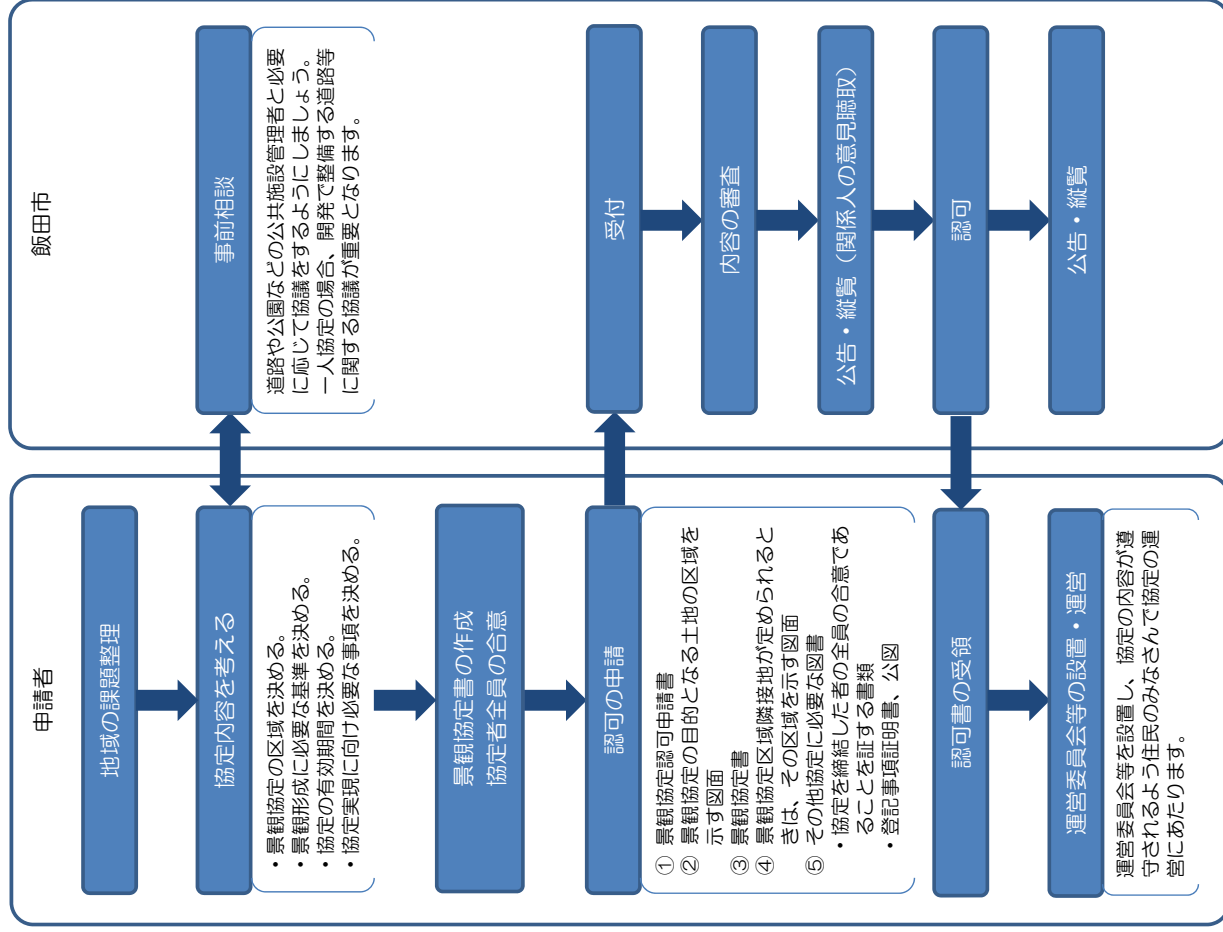 申請者
地域の課題整理
協定内容を考える
・景観協定の区域を決める。
・景観形成に必要な基準を決める。
・協定の有効期間を決める。
・協定実現に向け必要な事項を決める。
景観協定書の作成
協定者全員の合意
認可の申請
① 景観協定認可申請書
② 景観協定の目的となる土地の区域を
示す図面
③ 景観協定書
④ 景観協定区域隣接地が定められると
きは、その区域を示す図面
⑤ その他協定に必要な図書
・協定を締結した者の全員の合意であ
ることを証する書類
・登記事項証明書、公図
認可書の受領
運営委員会等の設置・運営
運営委員会等を設置し、協定の内容が遵
守されるよう住民のみなさんで協定の運
営にあたります。
飯田市
事前相談
道路や公園などの公共施設管理者と必要
に応じて協議をするようにしましょう。
一人協定の場合、開発で整備する道路等
に関する協議が重要となります。
受付
内容の審査
公告・縦覧（関係人の意見聴取）
認可
公告・縦覧